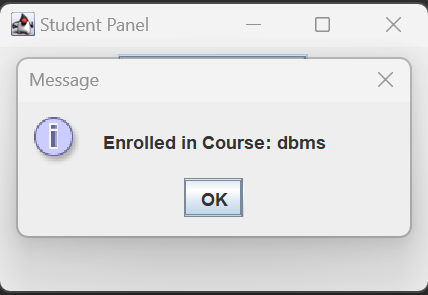 Student Panel
Message
Enrolled in Course: dbms
OK